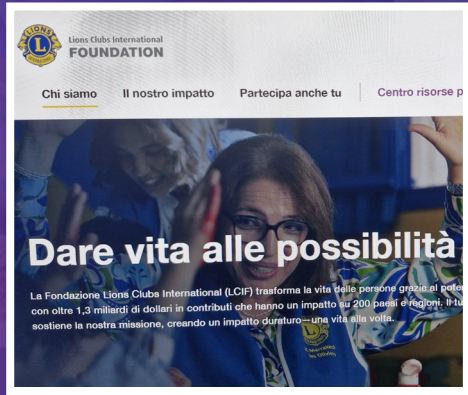 Lions Clubs International
FOUNDATION
Chi siamo
Il nostro impatto
Partecipa anche tu
Centro risorse p
Dare vita alle possibilità
La Fondazione Lions Clubs International (LCIF) trasforma la vita delle persone grazie al pote
con oltre 1,3 miliardi di dollari in contributi che hanno un impatto su 200 paesi e regioni. Il tu
sostiene la nostra missione, creando un impatto duraturo—una vita alla volta.